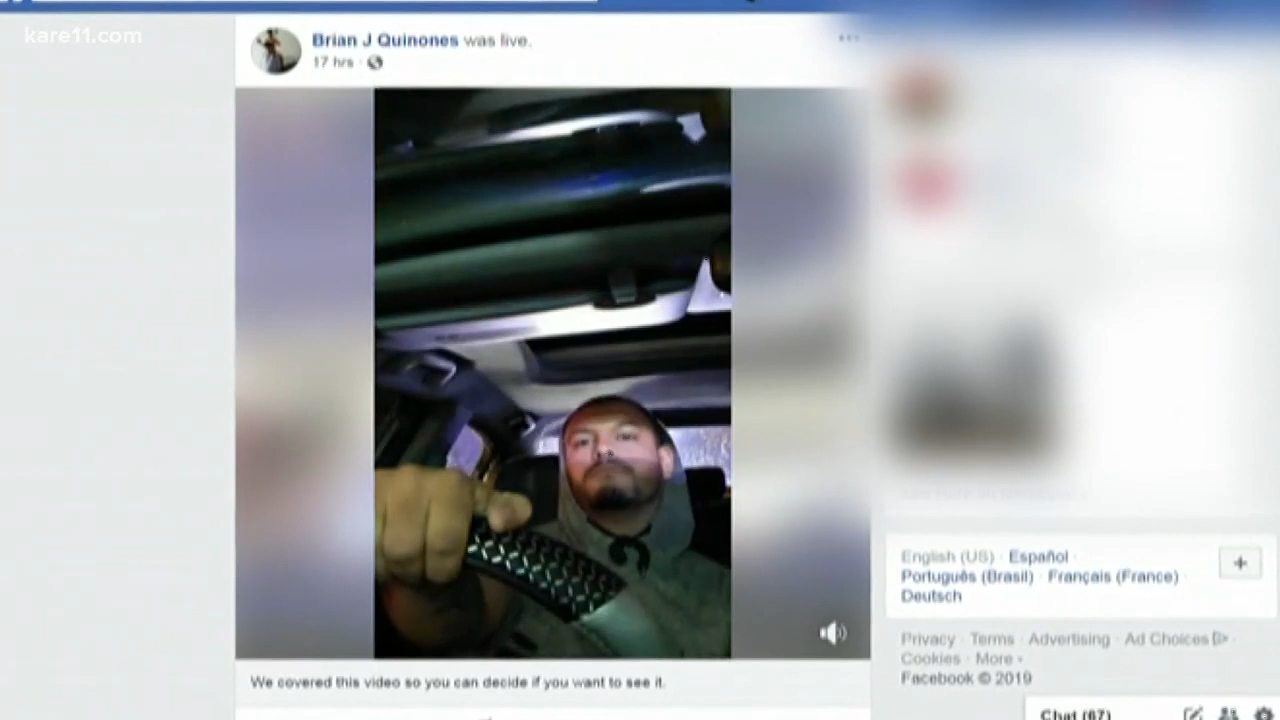 kare11.com
Brian J Quinones was live.
17 hrs ·
We covered this video so you can decide if you want to see it.
English (US) · Español ·
Português (Brasil) · Français (France) ·
Deutsch
Privacy · Terms · Advertising · Ad Choices ·
Cookies · More
Facebook © 2019
Chat (67)